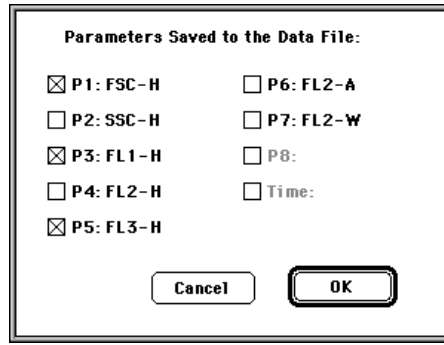 Parameters Saved to the Data File:
P1: FSC-H
P2: SSC-H
P3: FL1-H
P4: FL2-H
P5: FL3-H
P6: FL2-A
P7: FL2-W
P8:
Time:
Cancel
OK